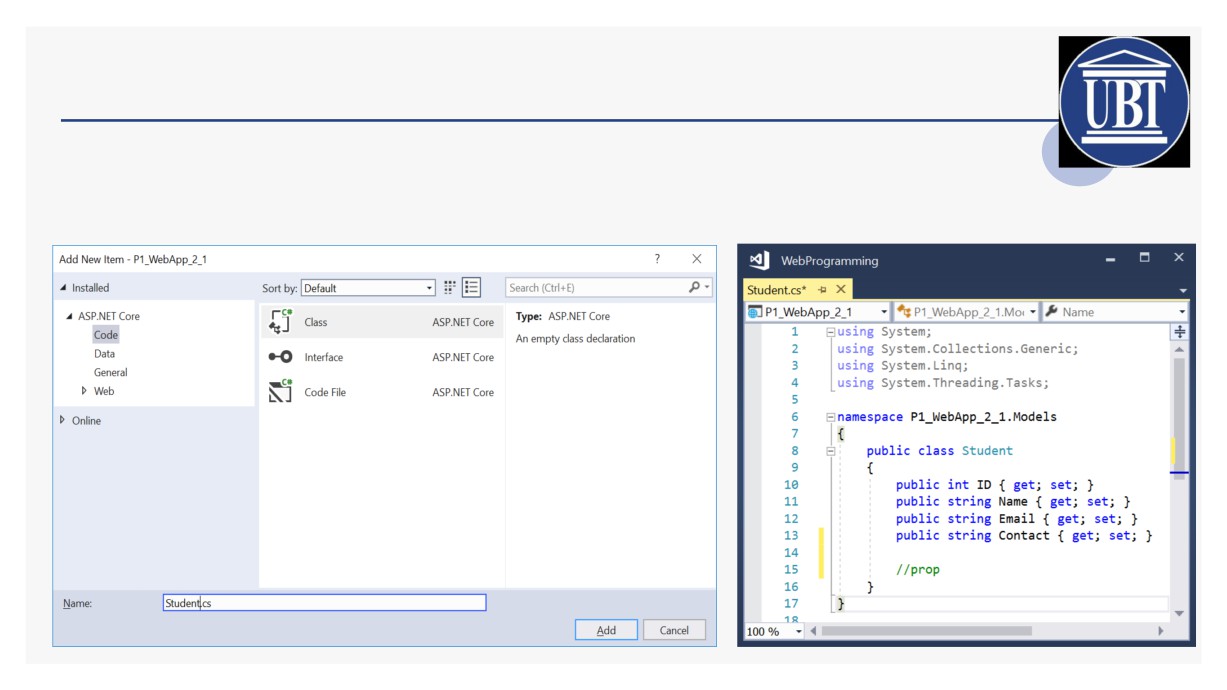 UBT
Add New Item - P1_WebApp_2_1 ? ×
Installed
Sort by: Default
Search (Ctrl+E)
ASP.NET Core
Code
Data
General
Web
Online
Class ASP.NET Core
Interface ASP.NET Core
Code File ASP.NET Core
Type: ASP.NET Core
An empty class declaration
Name: Student.cs
Add Cancel
WebProgramming
Student.cs*
P1_WebApp_2_1 P1_WebApp_2_1.Mo Name
1 using System;
2 using System.Collections.Generic;
3 using System.Linq;
4 using System.Threading.Tasks;
5
6 namespace P1_WebApp_2_1.Models
7 {
8 public class Student
9 {
10 public int ID { get; set; }
11 public string Name { get; set; }
12 public string Email { get; set; }
13 public string Contact { get; set; }
14
15 //prop
16 }
17 }
18
100 %